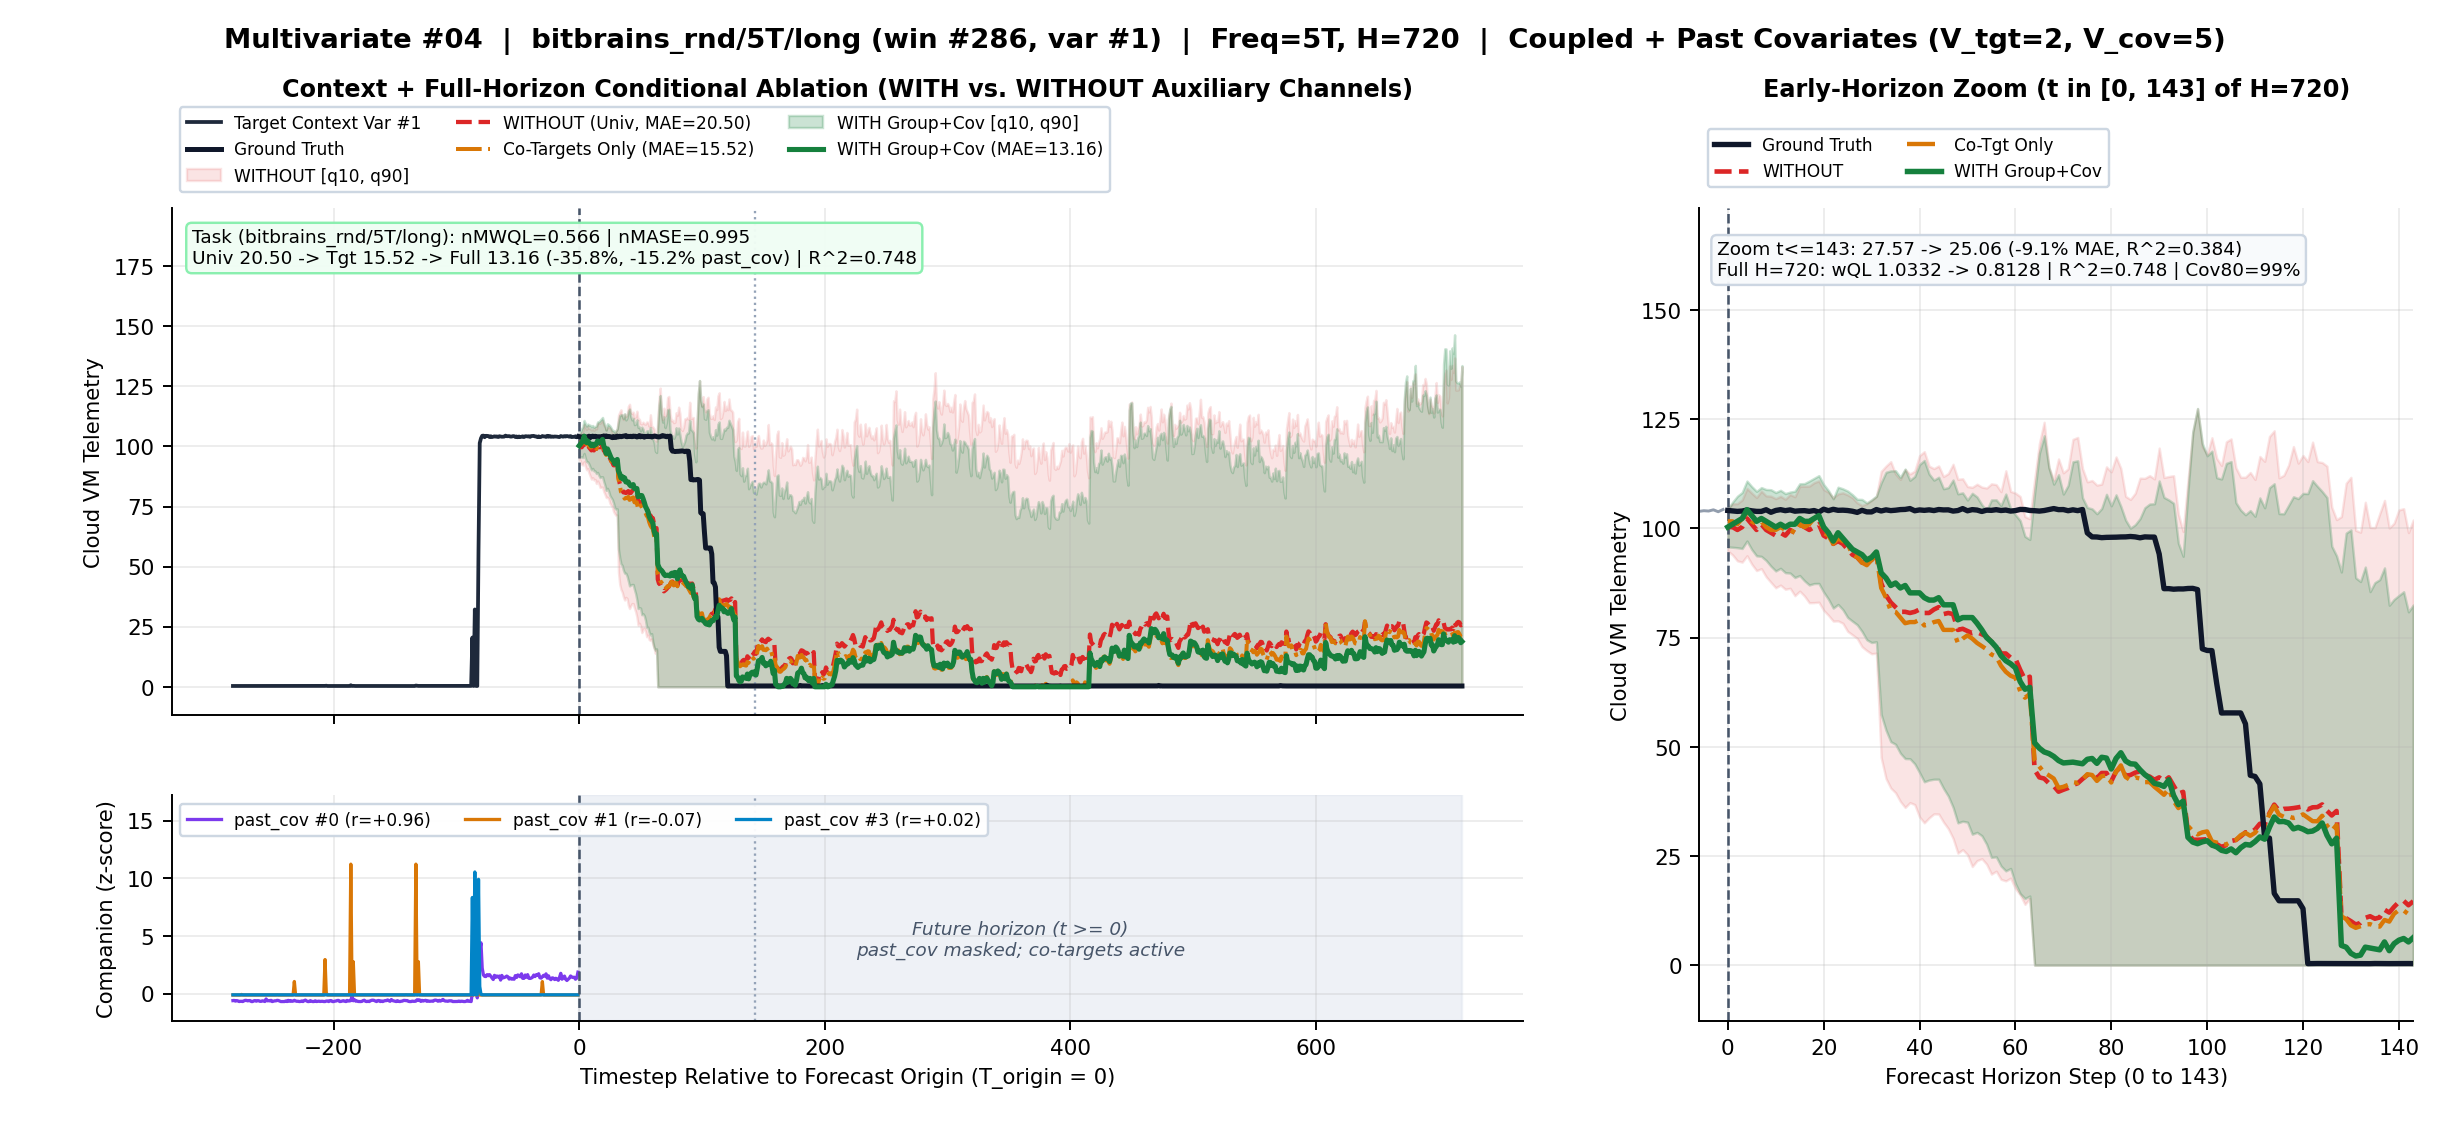 Multivariate #04 | bitbrains_rnd/5T/long (win #286, var #1) | Freq=5T, H=720 | Coupled + Past Covariates (V_tgt=2, V_cov=5)
Context + Full-Horizon Conditional Ablation (WITH vs. WITHOUT Auxiliary Channels)
Target Context Var #1
Ground Truth
WITHOUT [q10, q90]
WITHOUT (Univ, MAE=20.50)
Co-Targets Only (MAE=15.52)
WITH Group+Cov [q10, q90]
WITH Group+Cov (MAE=13.16)
Task (bitbrains_rnd/5T/long): nMWQL=0.566 | nMASE=0.995
Univ 20.50 -> Tgt 15.52 -> Full 13.16 (-35.8%, -15.2% past_cov) | R^2=0.748
Cloud VM Telemetry
175
150
125
100
75
50
25
0
past_cov #0 (r=+0.96)
past_cov #1 (r=-0.07)
past_cov #3 (r=+0.02)
Future horizon (t >= 0)
past_cov masked; co-targets active
Companion (z-score)
15
10
5
0
−200
0
200
400
600
Timestep Relative to Forecast Origin (T_origin = 0)
Early-Horizon Zoom (t in [0, 143] of H=720)
Ground Truth
WITHOUT
Co-Tgt Only
WITH Group+Cov
Zoom t<=143: 27.57 -> 25.06 (-9.1% MAE, R^2=0.384)
Full H=720: wQL 1.0332 -> 0.8128 | R^2=0.748 | Cov80=99%
Cloud VM Telemetry
150
125
100
75
50
25
0
0
20
40
60
80
100
120
140
Forecast Horizon Step (0 to 143)